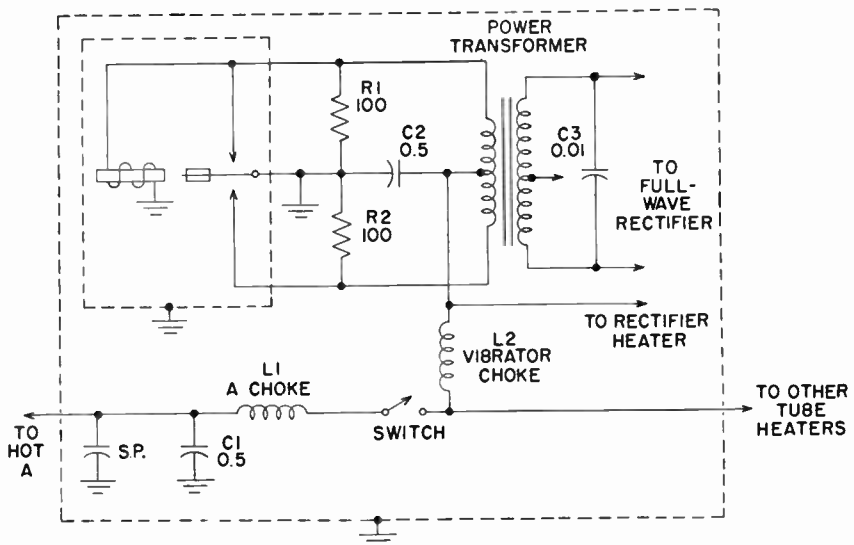 POWER
TRANSFORMER
R1
100
C2
0.5
C3
0.01
TO
FULL-
WAVE
RECTIFIER
R2
100
TO RECTIFIER
HEATER
L2
VIBRATOR
CHOKE
L1
A CHOKE
TO OTHER
TUBE
HEATERS
SWITCH
TO
HOT
A
S.P.
C1
0.5